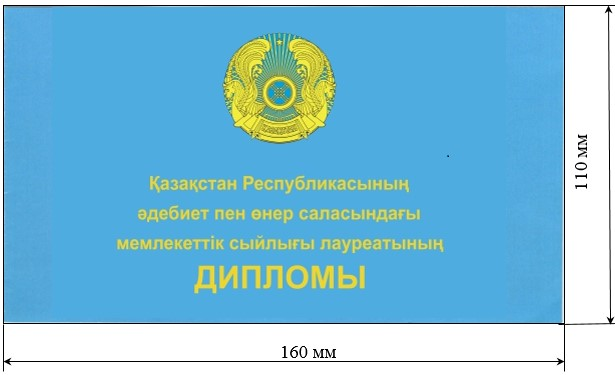 Қазақстан Республикасының
әдебиет пен өнер саласындағы
мемлекеттік сыйлығы лауреатының
ДИПЛОМЫ
110 мм
160 мм